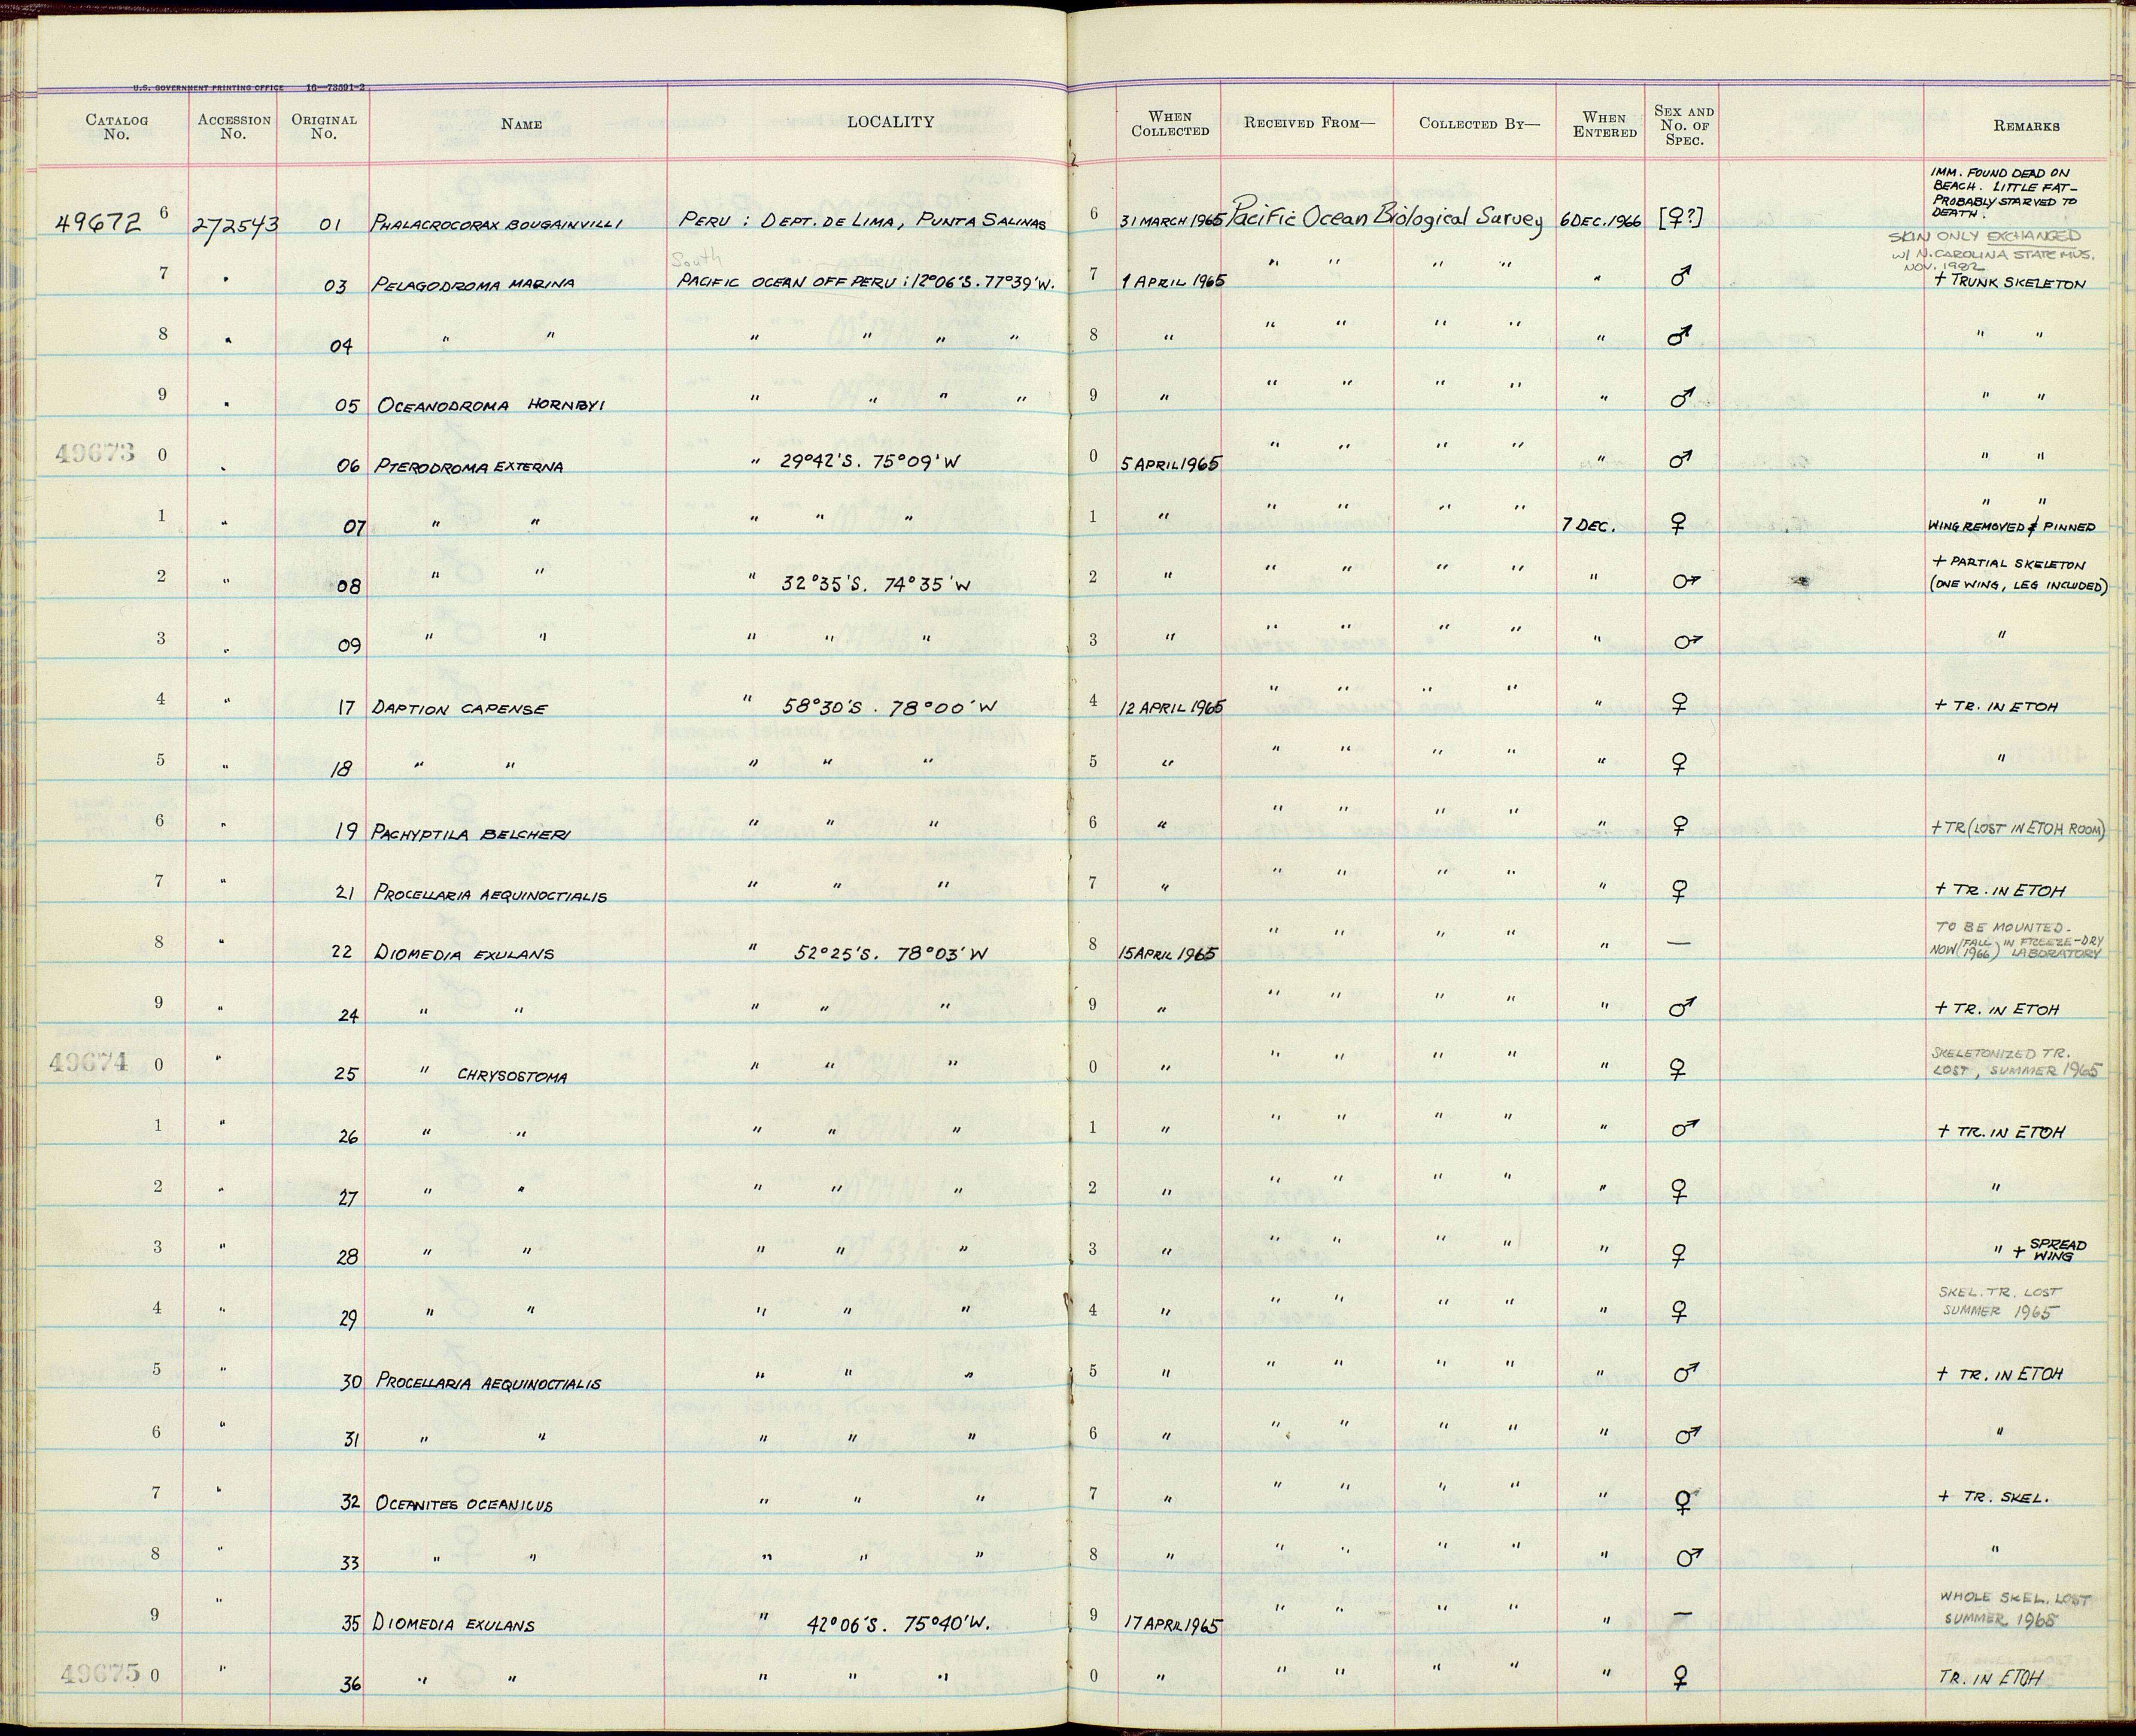 U.S. GOVERNMENT PRINTING OFFICE 16—73591-2
CATALOG No. ACCESSION No. ORIGINAL No. NAME LOCALITY WHEN COLLECTED RECEIVED FROM— COLLECTED BY— WHEN ENTERED SEX AND No. OF SPEC. REMARKS
49672 6 272543 01 PHALACROCORAX BOUGAINVILLI PERU : DEPT. DE LIMA, PUNTA SALINAS 6 31 MARCH 1965 Pacific Ocean Biological Survey 6 DEC. 1966 [♀?] IMM. FOUND DEAD ON BEACH. LITTLE FAT- PROBABLY STARVED TO DEATH.
SKIN ONLY EXCHANGED W/ N. CAROLINA STATE MUS. NOV. 1982
South
7 " 03 PELAGODROMA MARINA PACIFIC OCEAN OFF PERU : 12°06'S. 77°39'W. 7 1 APRIL 1965 " " " " " ♂ + TRUNK SKELETON
8 " 04 " " " " " " 8 " " " " " " ♂ " "
9 " 05 OCEANODROMA HORNBYI " " " " 9 " " " " " " ♂ " "
49673 0 " 06 PTERODROMA EXTERNA " 29°42'S. 75°09'W 0 5 APRIL 1965 " " " " " ♂ " "
1 " 07 " " " " " 1 " " " " " 7 DEC. ♀ " " WING REMOVED & PINNED
2 " 08 " " " 32°35'S. 74°35'W 2 " " " " " " ♂ + PARTIAL SKELETON (ONE WING, LEG INCLUDED)
3 " 09 " " " " " 3 " " " " " " ♂ "
4 " 17 DAPTION CAPENSE " 58°30'S. 78°00'W 4 12 APRIL 1965 " " " " " ♀ + TR. IN ETOH
5 " 18 " " " " " 5 " " " " " " ♀ "
6 " 19 PACHYPTILA BELCHERI " " " 6 " " " " " " ♀ + TR (LOST IN ETOH ROOM)
7 " 21 PROCELLARIA AEQUINOCTIALIS " " " 7 " " " " " " ♀ + TR. IN ETOH
8 " 22 DIOMEDIA EXULANS " 52°25'S. 78°03'W 8 15 APRIL 1965 " " " " " — TO BE MOUNTED. NOW (FALL 1966) IN FREEZE-DRY LABORATORY
9 " 24 " " " " " 9 " " " " " " ♂ + TR. IN ETOH
49674 0 " 25 " CHRYSOSTOMA " " " 0 " " " " " " ♀ SKELETONIZED TR. LOST, SUMMER 1965
1 " 26 " " " " " 1 " " " " " " ♂ + TR. IN ETOH
2 " 27 " " " " " 2 " " " " " " ♀ "
3 " 28 " " " " " 3 " " " " " " ♀ " + SPREAD WING
4 " 29 " " " " " 4 " " " " " " ♀ SKEL. TR. LOST SUMMER 1965
5 " 30 PROCELLARIA AEQUINOCTIALIS " " " 5 " " " " " " ♂ + TR. IN ETOH
6 " 31 " " " " " 6 " " " " " " ♂ "
7 " 32 OCEANITES OCEANICUS " " " 7 " " " " " " ♀ + TR. SKEL.
8 " 33 " " " " " 8 " " " " " " ♂ "
9 " 35 DIOMEDIA EXULANS " 42°06'S. 75°40'W. 9 17 APRIL 1965 " " " " " — WHOLE SKEL. LOST SUMMER 1965
49675 0 " 36 " " " " " 0 " " " " " " ♀ TR. IN ETOH